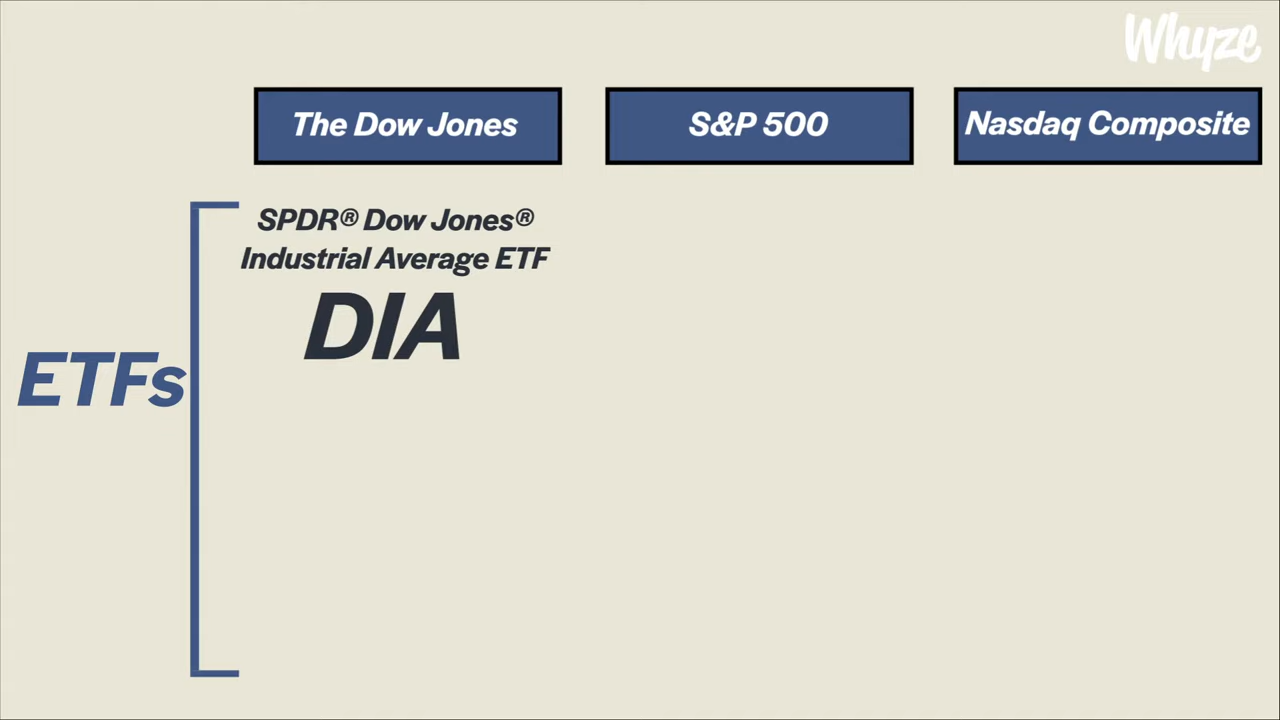 Whyze
The Dow Jones
S&P 500
Nasdaq Composite
SPDR® Dow Jones®
Industrial Average ETF
DIA
ETFs